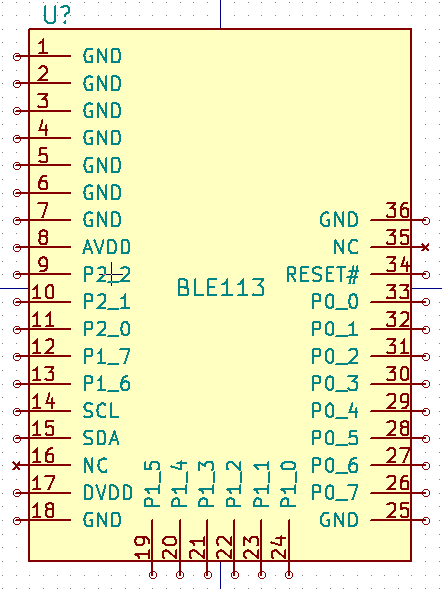 U?
1 GND
2 GND
3 GND
4 GND
5 GND
6 GND
7 GND GND 36
8 AVDD NC 35
9 P2_2 RESET# 34
BLE113
10 P2_1 P0_0 33
11 P2_0 P0_1 32
12 P1_7 P0_2 31
13 P1_6 P0_3 30
14 SCL P0_4 29
15 SDA P0_5 28
16 NC P0_6 27
17 DVDD P0_7 26
18 GND GND 25
P1_5 P1_4 P1_3 P1_2 P1_1 P1_0
19 20 21 22 23 24